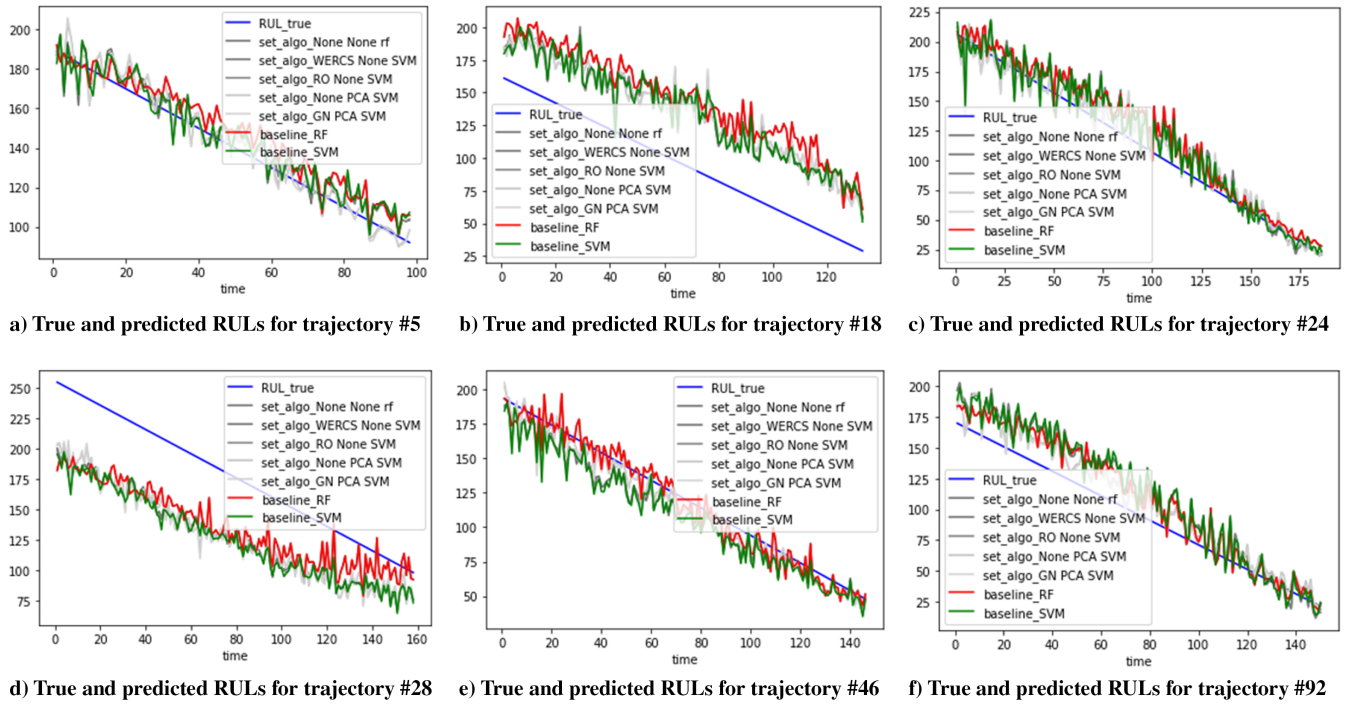 200
180
160
140
120
100
RUL_true
set_algo_None None rf
set_algo_WERCS None SVM
set_algo_RO None SVM
set_algo_None PCA SVM
set_algo_GN PCA SVM
baseline_RF
baseline_SVM
0 20 40 60 80 100
time
a) True and predicted RULs for trajectory #5
200
175
150
125
100
75
50
25
RUL_true
set_algo_None None rf
set_algo_WERCS None SVM
set_algo_RO None SVM
set_algo_None PCA SVM
set_algo_GN PCA SVM
baseline_RF
baseline_SVM
0 20 40 60 80 100 120
time
b) True and predicted RULs for trajectory #18
225
200
175
150
125
100
75
50
25
RUL_true
set_algo_None None rf
set_algo_WERCS None SVM
set_algo_RO None SVM
set_algo_None PCA SVM
set_algo_GN PCA SVM
baseline_RF
baseline_SVM
0 25 50 75 100 125 150 175
time
c) True and predicted RULs for trajectory #24
250
225
200
175
150
125
100
75
RUL_true
set_algo_None None rf
set_algo_WERCS None SVM
set_algo_RO None SVM
set_algo_None PCA SVM
set_algo_GN PCA SVM
baseline_RF
baseline_SVM
0 20 40 60 80 100 120 140 160
time
d) True and predicted RULs for trajectory #28
200
175
150
125
100
75
50
RUL_true
set_algo_None None rf
set_algo_WERCS None SVM
set_algo_RO None SVM
set_algo_None PCA SVM
set_algo_GN PCA SVM
baseline_RF
baseline_SVM
0 20 40 60 80 100 120 140
time
e) True and predicted RULs for trajectory #46
200
175
150
125
100
75
50
25
RUL_true
set_algo_None None rf
set_algo_WERCS None SVM
set_algo_RO None SVM
set_algo_None PCA SVM
set_algo_GN PCA SVM
baseline_RF
baseline_SVM
0 20 40 60 80 100 120 140
time
f) True and predicted RULs for trajectory #92